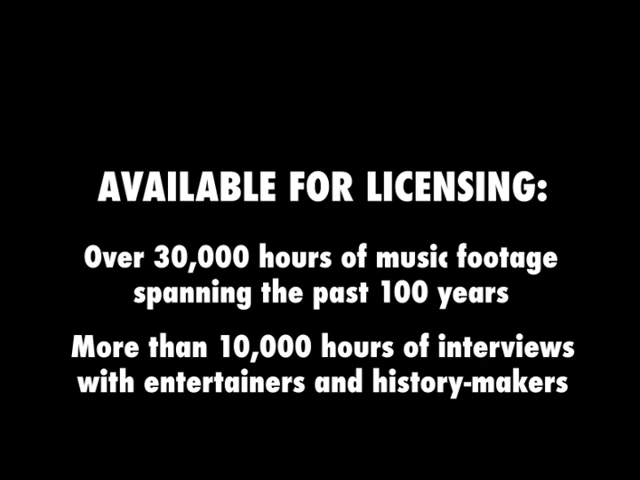 AVAILABLE FOR LICENSING:
Over 30,000 hours of music footage
spanning the past 100 years
More than 10,000 hours of interviews
with entertainers and history-makers